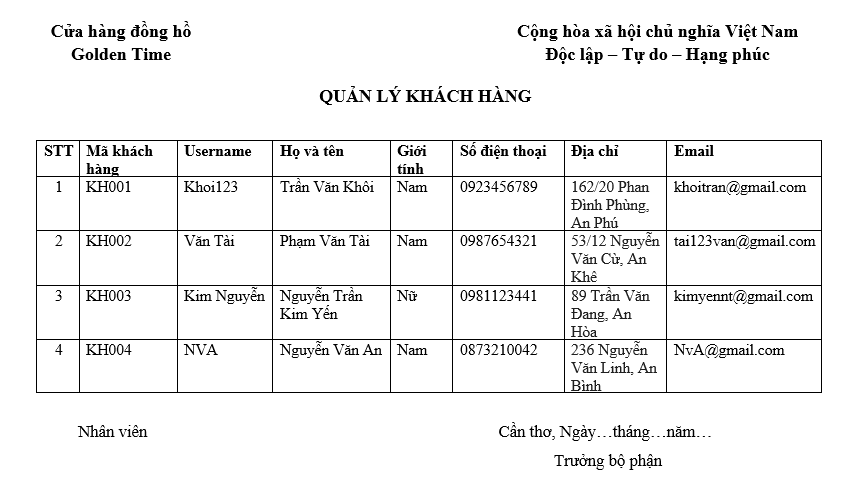 Cửa hàng đồng hồ
Golden Time
Cộng hòa xã hội chủ nghĩa Việt Nam
Độc lập – Tự do – Hạng phúc
QUẢN LÝ KHÁCH HÀNG
STT Mã khách hàng Username Họ và tên Giới tính Số điện thoại Địa chỉ Email
1 KH001 Khoi123 Trần Văn Khôi Nam 0923456789 162/20 Phan Đình Phùng, An Phú khoitran@gmail.com
2 KH002 Văn Tài Phạm Văn Tài Nam 0987654321 53/12 Nguyễn Văn Cừ, An Khê tai123van@gmail.com
3 KH003 Kim Nguyễn Nguyễn Trần Kim Yến Nữ 0981123441 89 Trần Văn Đang, An Hòa kimyennt@gmail.com
4 KH004 NVA Nguyễn Văn An Nam 0873210042 236 Nguyễn Văn Linh, An Bình NvA@gmail.com
Nhân viên
Cần thơ, Ngày…tháng…năm…
Trưởng bộ phận